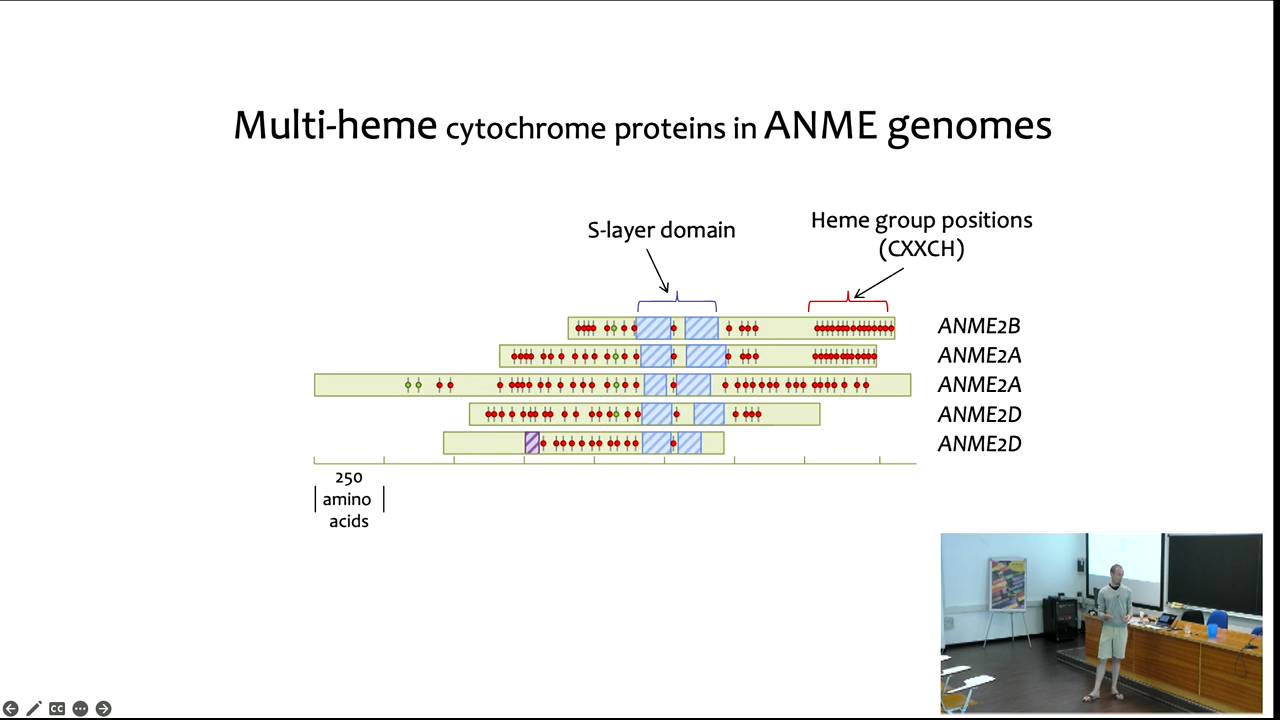 Multi-heme cytochrome proteins in ANME genomes
S-layer domain
Heme group positions
(CXXCH)
ANME2B
ANME2A
ANME2A
ANME2D
ANME2D
250
amino
acids
CC